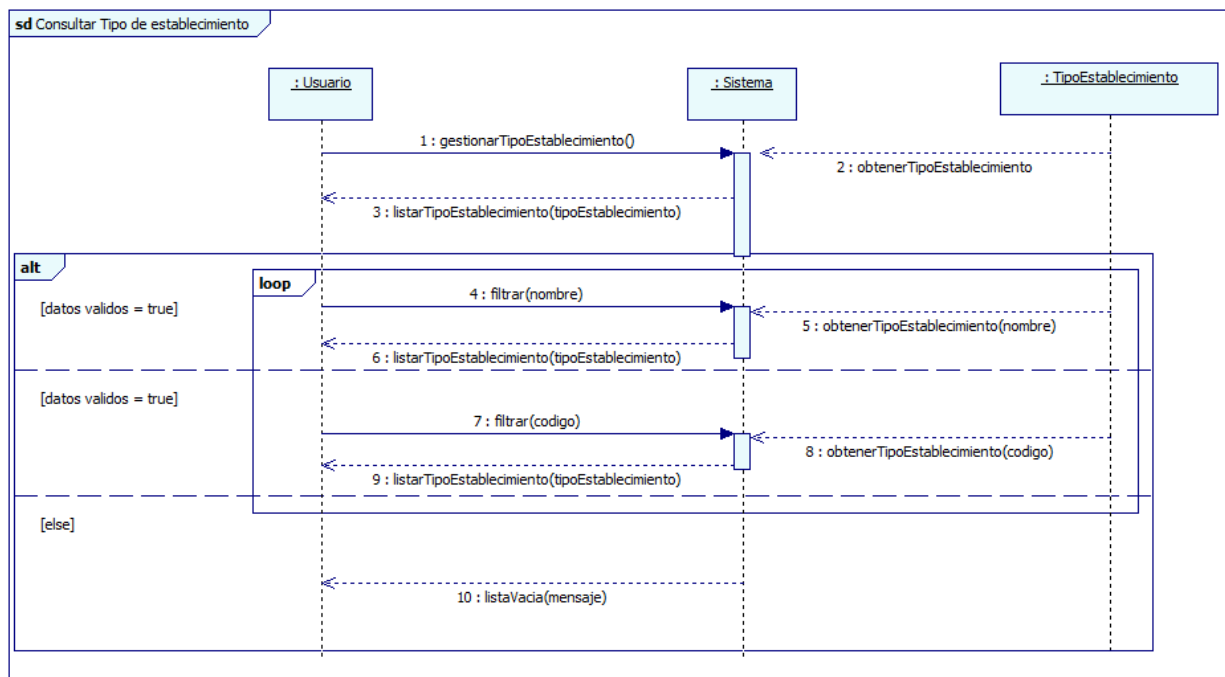 sd Consultar Tipo de establecimiento
: Usuario
: Sistema
: TipoEstablecimiento
1 : gestionarTipoEstablecimiento()
2 : obtenerTipoEstablecimiento
3 : listarTipoEstablecimiento(tipoEstablecimiento)
alt
loop
[datos validos = true]
4 : filtrar(nombre)
5 : obtenerTipoEstablecimiento(nombre)
6 : listarTipoEstablecimiento(tipoEstablecimiento)
[datos validos = true]
7 : filtrar(codigo)
8 : obtenerTipoEstablecimiento(codigo)
9 : listarTipoEstablecimiento(tipoEstablecimiento)
[else]
10 : listaVacia(mensaje)